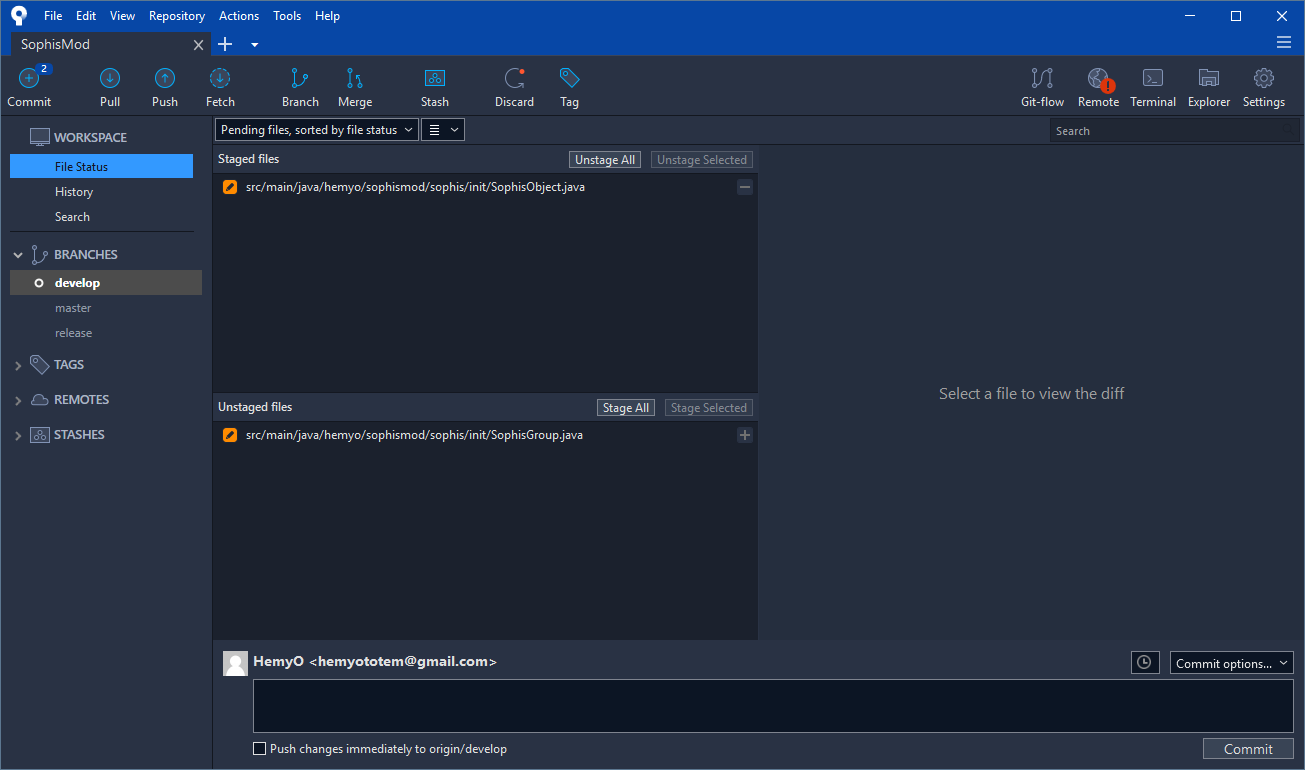 File Edit View Repository Actions Tools Help
SophisMod
2
Commit Pull Push Fetch Branch Merge Stash Discard Tag Git-flow Remote Terminal Explorer Settings
Pending files, sorted by file status
Search
WORKSPACE
File Status
History
Search
BRANCHES
develop
master
release
TAGS
REMOTES
STASHES
Staged files Unstage All Unstage Selected
src/main/java/hemyo/sophismod/sophis/init/SophisObject.java
Unstaged files Stage All Stage Selected
src/main/java/hemyo/sophismod/sophis/init/SophisGroup.java
Select a file to view the diff
HemyO <hemyototem@gmail.com>
Commit options...
Push changes immediately to origin/develop
Commit